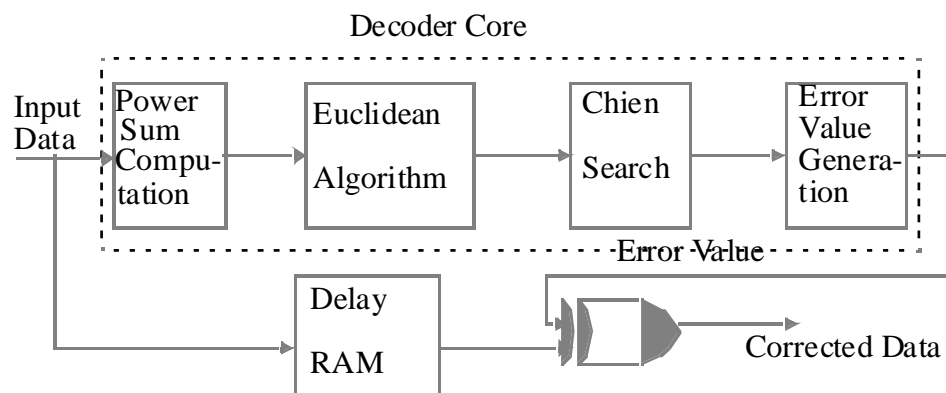 Decoder Core
Input
Data
Power
Sum
Compu-
tation
Euclidean
Algorithm
Chien
Search
Error
Value
Genera-
tion
Error Value
Delay
RAM
Corrected Data